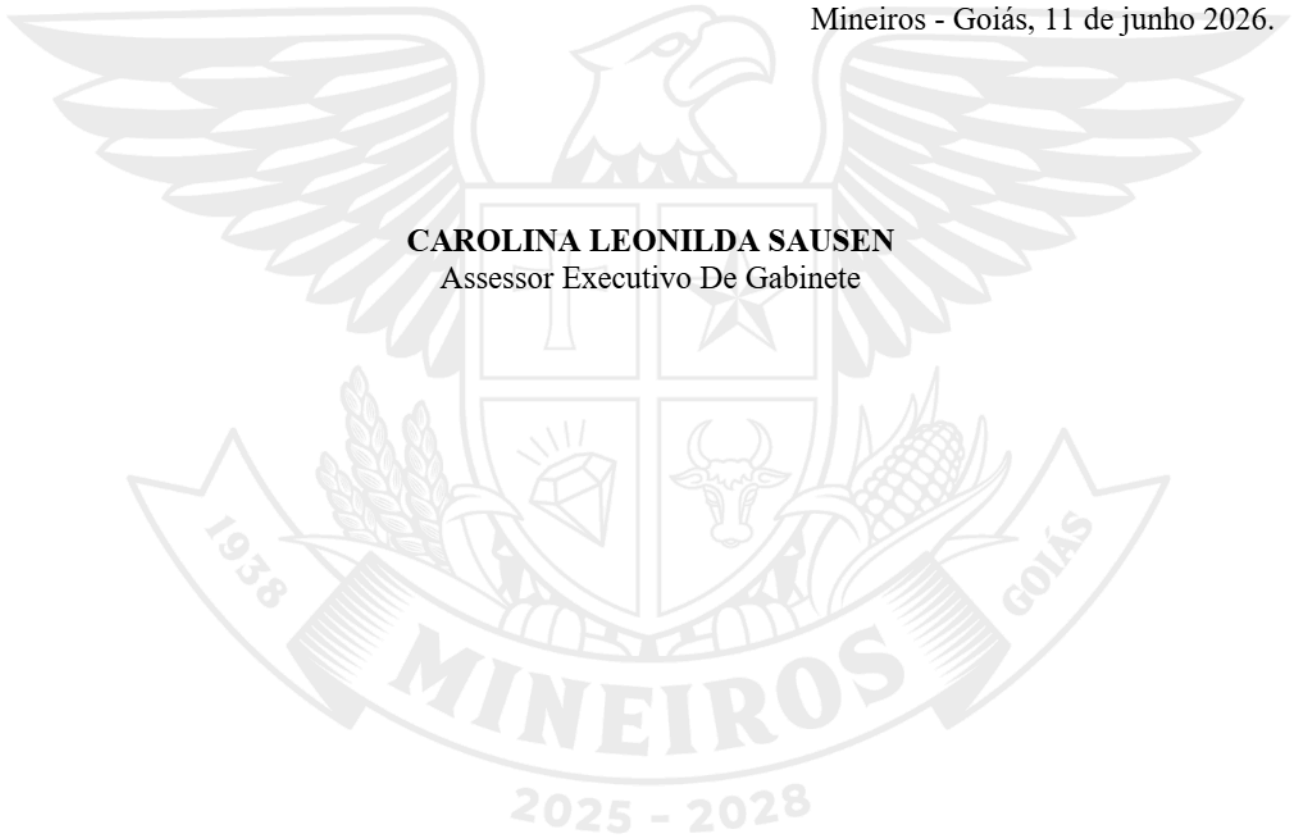 Mineiros - Goiás, 11 de junho 2026.
CAROLINA LEONILDA SAUSEN
Assessor Executivo De Gabinete
1938
GOIÁS
MINEIROS
2025 - 2028